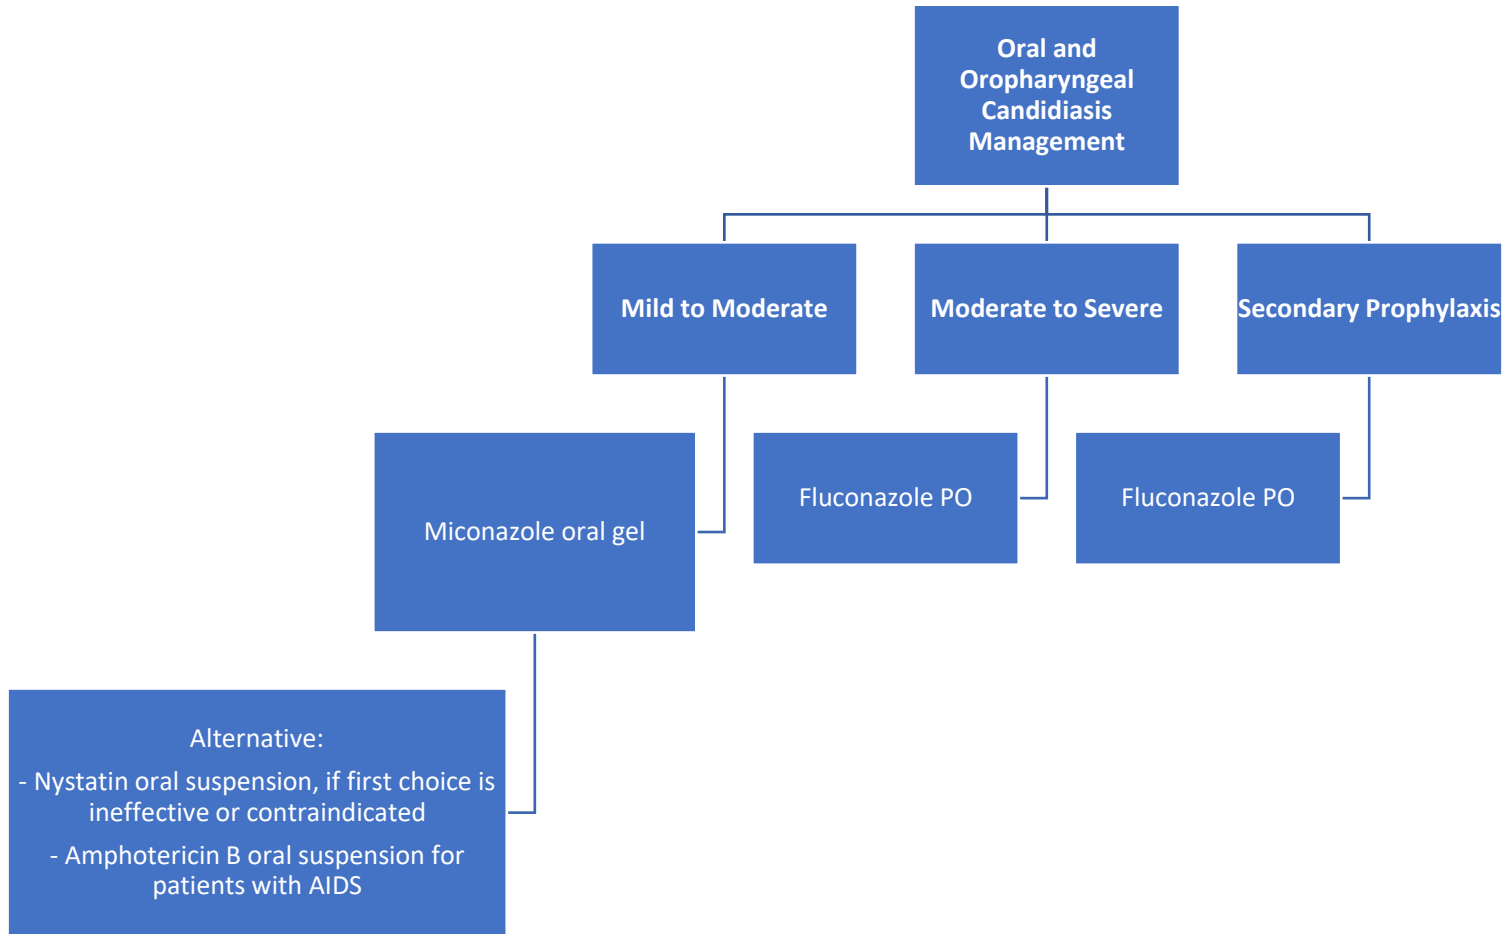 Oral and
Oropharyngeal
Candidiasis
Management
Mild to Moderate
Moderate to Severe
Secondary Prophylaxis
Miconazole oral gel
Fluconazole PO
Fluconazole PO
Alternative:
- Nystatin oral suspension, if first choice is
ineffective or contraindicated
- Amphotericin B oral suspension for
patients with AIDS